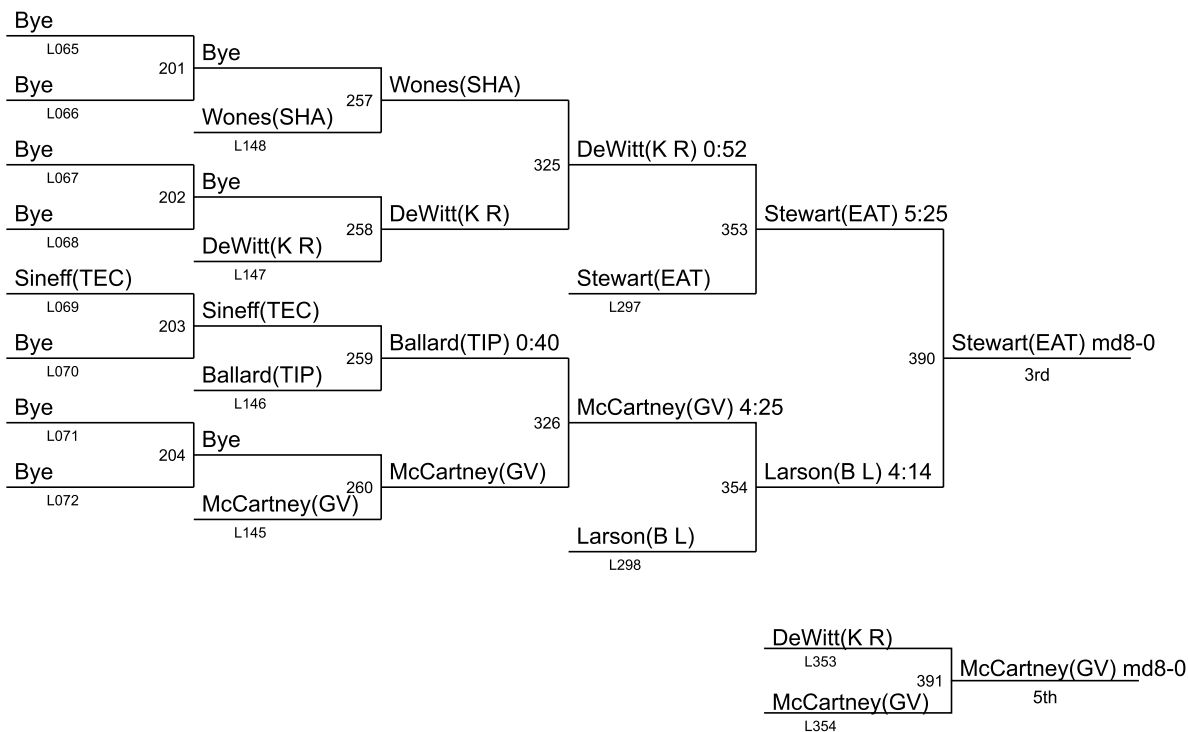 Bye
L065
201
Bye
Bye
L066
257
Wones(SHA)
Wones(SHA)
L148
Bye
L067
202
Bye
325
DeWitt(K R) 0:52
Bye
L068
258
DeWitt(K R)
DeWitt(K R)
L147
353
Stewart(EAT) 5:25
Sineff(TEC)
L069
203
Sineff(TEC)
Stewart(EAT)
L297
Bye
L070
259
Ballard(TIP) 0:40
Ballard(TIP)
L146
390
Stewart(EAT) md8-0
3rd
Bye
L071
204
Bye
326
McCartney(GV) 4:25
Bye
L072
260
McCartney(GV)
McCartney(GV)
L145
354
Larson(B L) 4:14
Larson(B L)
L298
DeWitt(K R)
L353
391
McCartney(GV) md8-0
5th
McCartney(GV)
L354